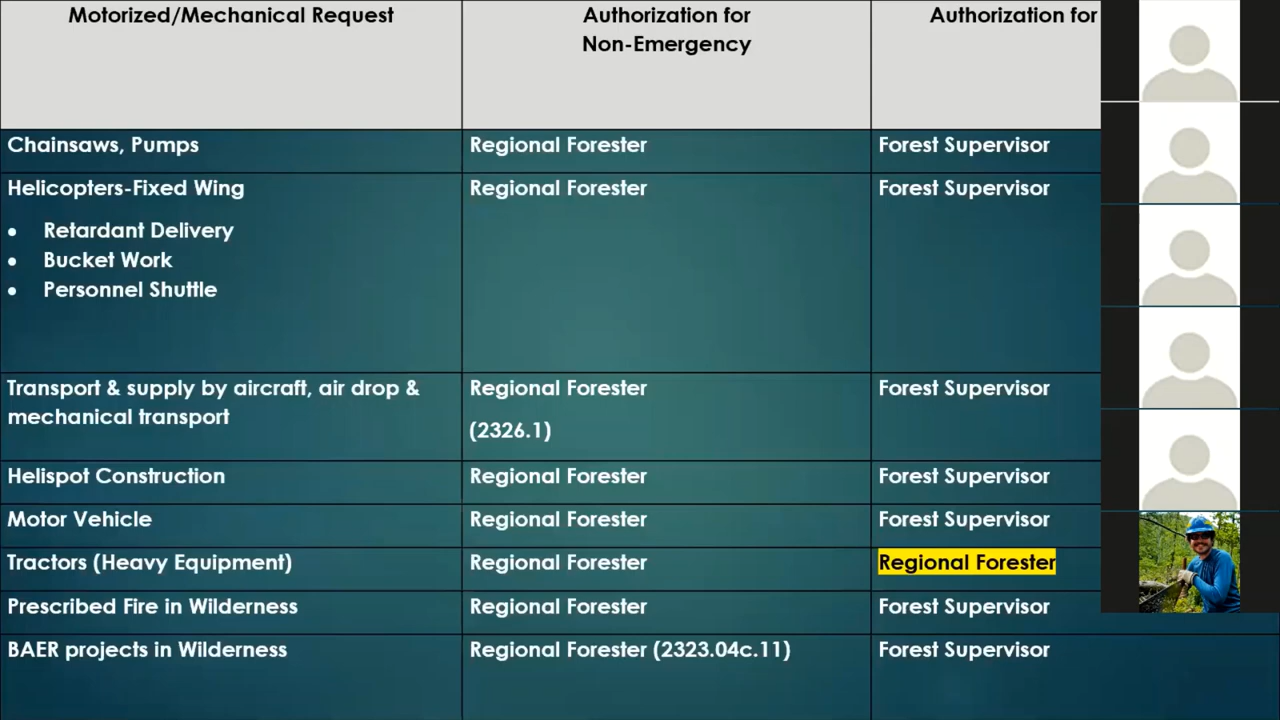 Motorized/Mechanical Request
Authorization for
Non-Emergency
Authorization for
Chainsaws, Pumps
Regional Forester
Forest Supervisor
Helicopters-Fixed Wing
Regional Forester
Forest Supervisor
• Retardant Delivery
• Bucket Work
• Personnel Shuttle
Transport & supply by aircraft, air drop &
mechanical transport
Regional Forester
(2326.1)
Forest Supervisor
Helispot Construction
Regional Forester
Forest Supervisor
Motor Vehicle
Regional Forester
Forest Supervisor
Tractors (Heavy Equipment)
Regional Forester
Regional Forester
Prescribed Fire in Wilderness
Regional Forester
Forest Supervisor
BAER projects in Wilderness
Regional Forester (2323.04c.11)
Forest Supervisor